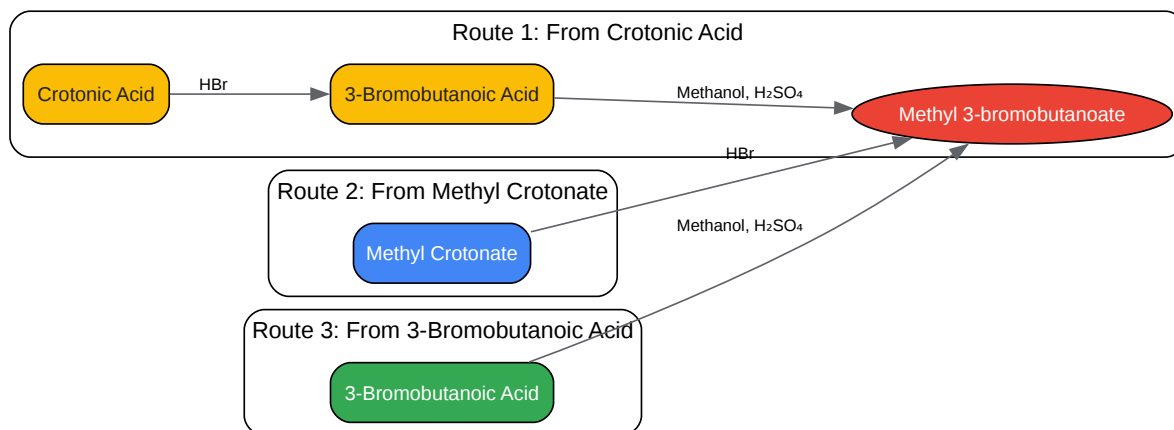 Route 1: From Crotonic Acid
Crotonic Acid
HBr
3-Bromobutanoic Acid
Methanol, H₂SO₄
Methyl 3-bromobutanoate
HBr
Route 2: From Methyl Crotonate
Methyl Crotonate
Methanol, H₂SO₄
Route 3: From 3-Bromobutanoic Acid
3-Bromobutanoic Acid